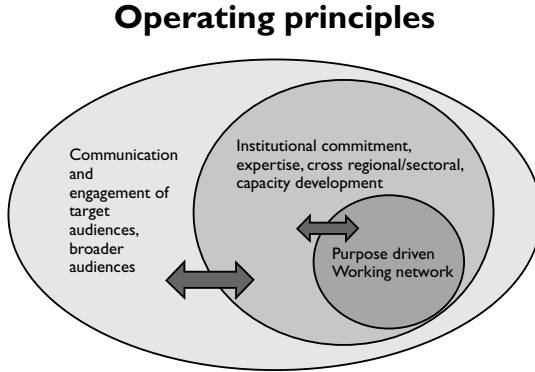 Operating principles
Communication
and
engagement of
target
audiences,
broader
audiences
Institutional commitment,
expertise, cross regional/sectoral,
capacity development
Purpose driven
Working network